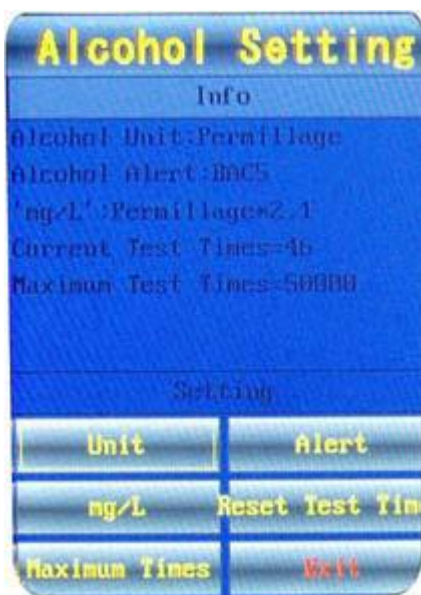 Alcohol Setting
Info
Alcohol Unit:Permillage
Alcohol Alert:BAC5
'mg/L':Permillage*2.1
Current Test Times=46
Maximum Test Times=50000
Setting
Unit
Alert
mg/L
Reset Test Tim
Maximum Times
Exit